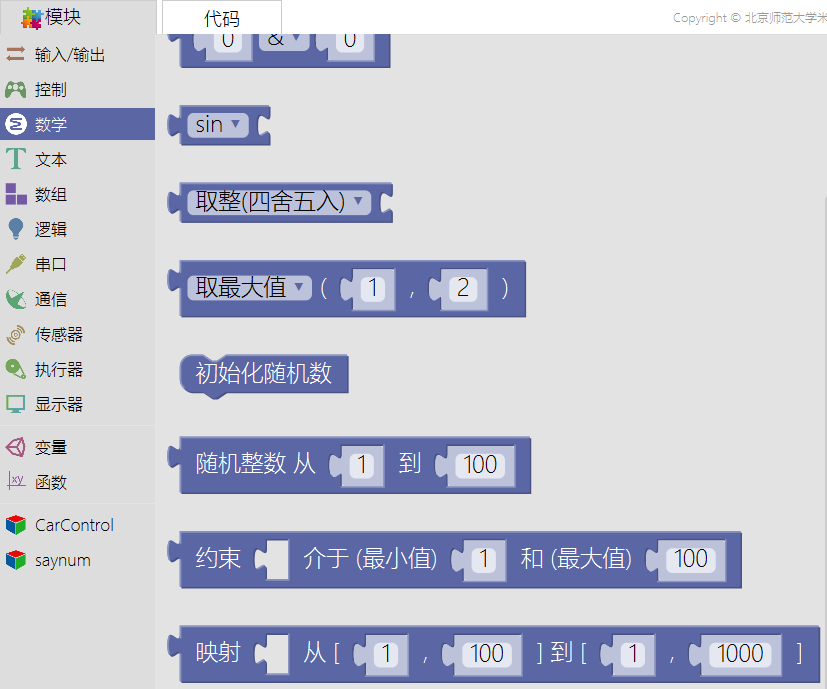 模块
代码
Copyright © 北京师范大学米
输入/输出
控制
数学
文本
数组
逻辑
串口
通信
传感器
执行器
显示器
变量
函数
CarControl
saynum
0 & 0
sin
取整(四舍五入)
取最大值 ( 1 , 2 )
初始化随机数
随机整数 从 1 到 100
约束 介于 (最小值) 1 和 (最大值) 100
映射 从 [ 1 , 100 ] 到 [ 1 , 1000 ]